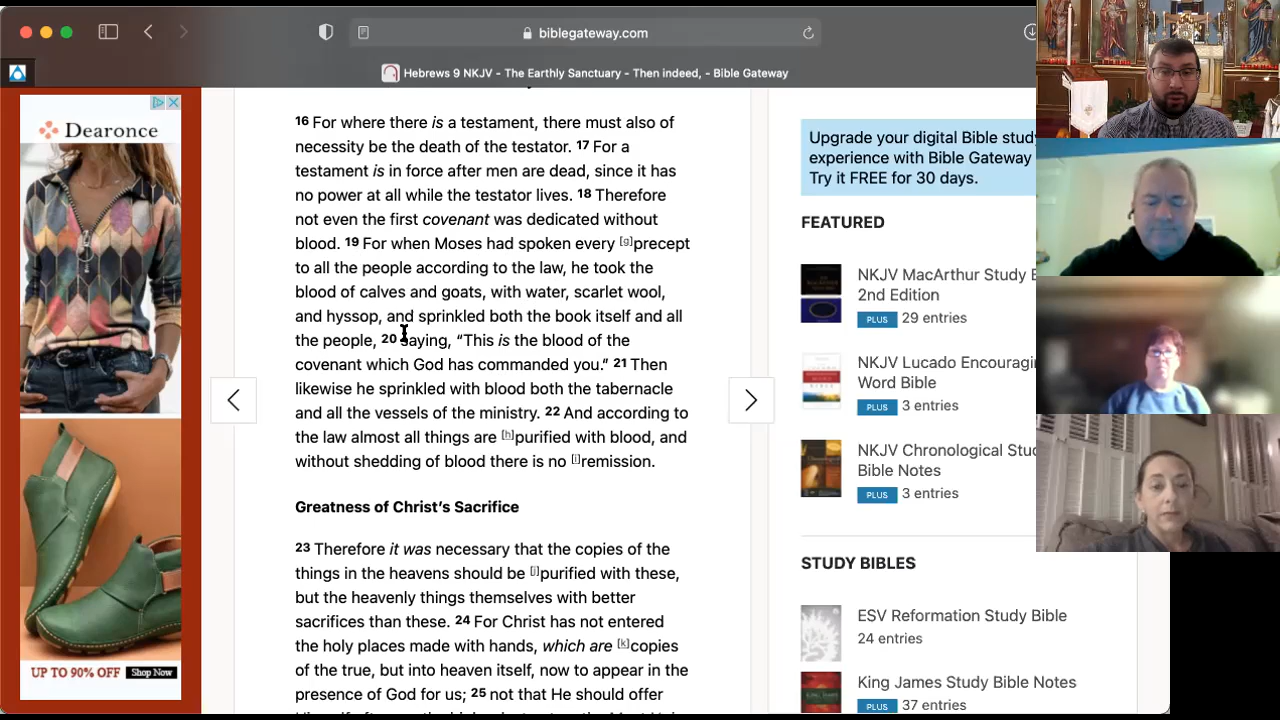 biblegateway.com
Hebrews 9 NKJV - The Earthly Sanctuary - Then indeed, - Bible Gateway
Dearonce
UP TO 90% OFF Shop Now
16 For where there is a testament, there must also of
necessity be the death of the testator. 17 For a
testament is in force after men are dead, since it has
no power at all while the testator lives. 18 Therefore
not even the first covenant was dedicated without
blood. 19 For when Moses had spoken every [g]precept
to all the people according to the law, he took the
blood of calves and goats, with water, scarlet wool,
and hyssop, and sprinkled both the book itself and all
the people, 20 saying, “This is the blood of the
covenant which God has commanded you.” 21 Then
likewise he sprinkled with blood both the tabernacle
and all the vessels of the ministry. 22 And according to
the law almost all things are [h]purified with blood, and
without shedding of blood there is no [i]remission.
Greatness of Christ’s Sacrifice
23 Therefore it was necessary that the copies of the
things in the heavens should be [j]purified with these,
but the heavenly things themselves with better
sacrifices than these. 24 For Christ has not entered
the holy places made with hands, which are [k]copies
of the true, but into heaven itself, now to appear in the
presence of God for us; 25 not that He should offer
Upgrade your digital Bible study
experience with Bible Gateway
Try it FREE for 30 days.
FEATURED
NKJV MacArthur Study B
2nd Edition
PLUS 29 entries
NKJV Lucado Encouragin
Word Bible
PLUS 3 entries
NKJV Chronological Stu
Bible Notes
PLUS 3 entries
STUDY BIBLES
ESV Reformation Study Bible
24 entries
King James Study Bible Notes
PLUS 37 entries